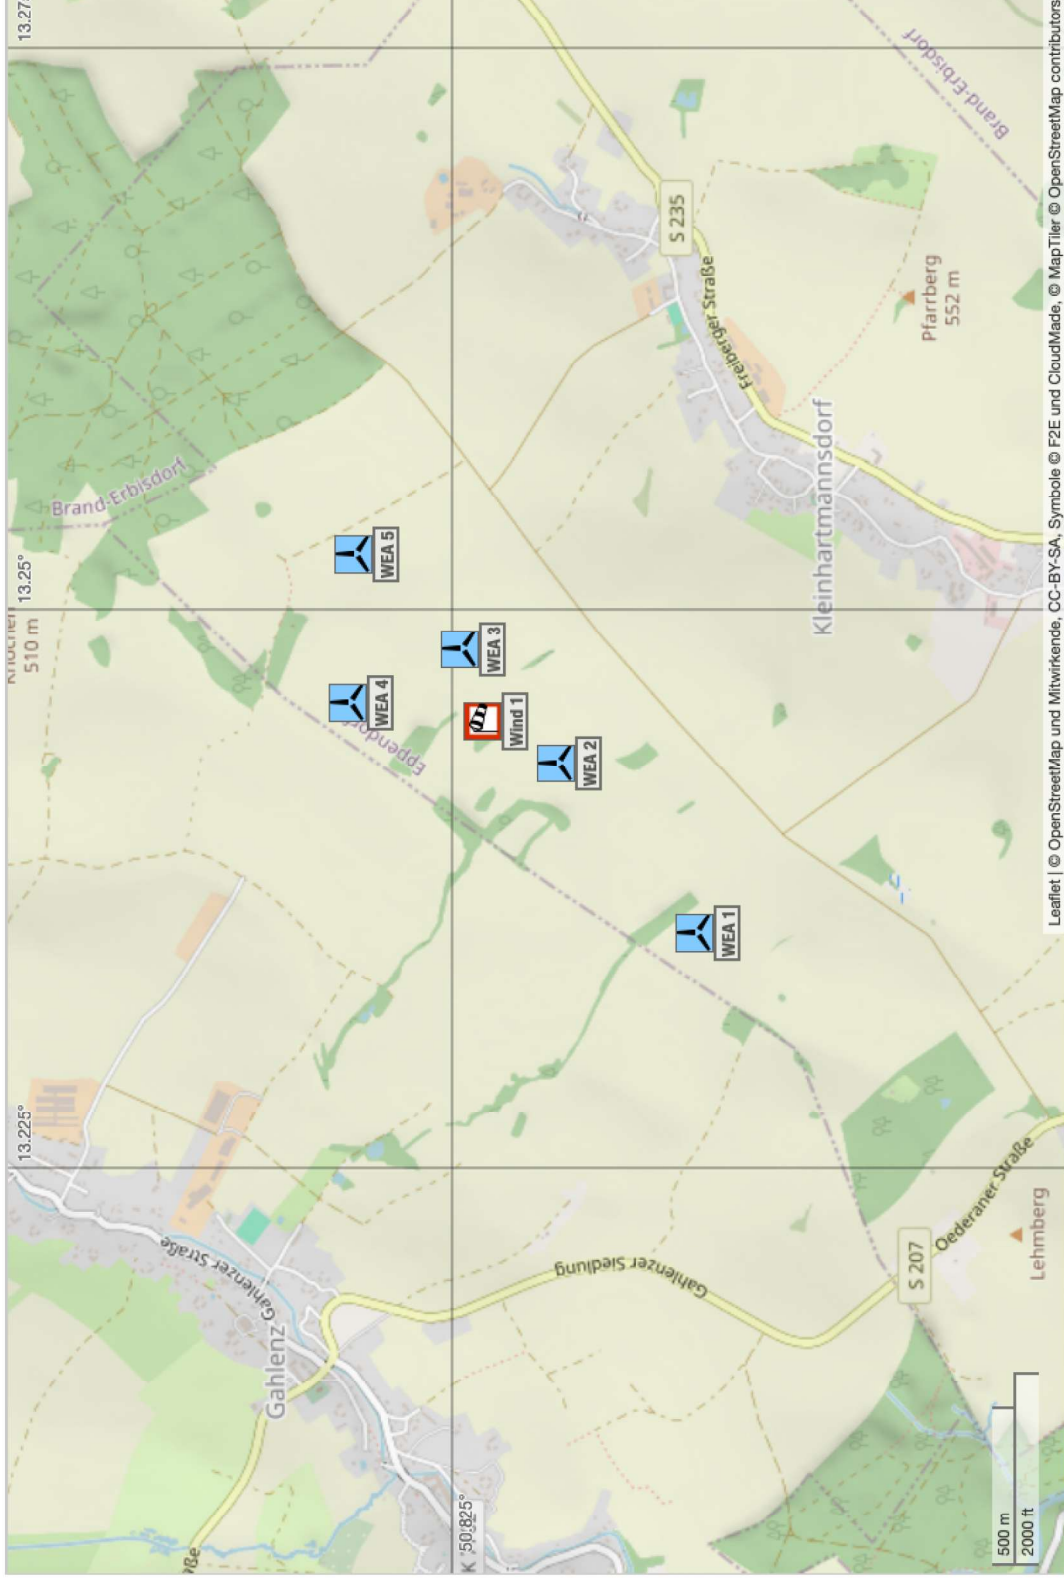 13.225°
13.25°
13.27
510 m
Brand-Erbisdorf
Brand-Erbisdorf
Eppendorf
WEA 5
WEA 4
WEA 3
Wind 1
WEA 2
WEA 1
S 235
Freiberger Straße
Pfarrberg
552 m
Kleinhartmannsdorf
Gahlenzer Straße
Gahlenz
Gahlenzer Siedlung
S 207
Oederaner Straße
Lehmberg
50.825°
K
ße
500 m
2000 ft
Leaflet | © OpenStreetMap und Mitwirkende, CC-BY-SA, Symbole © F2E und CloudMade, © MapTiler © OpenStreetMap contributors